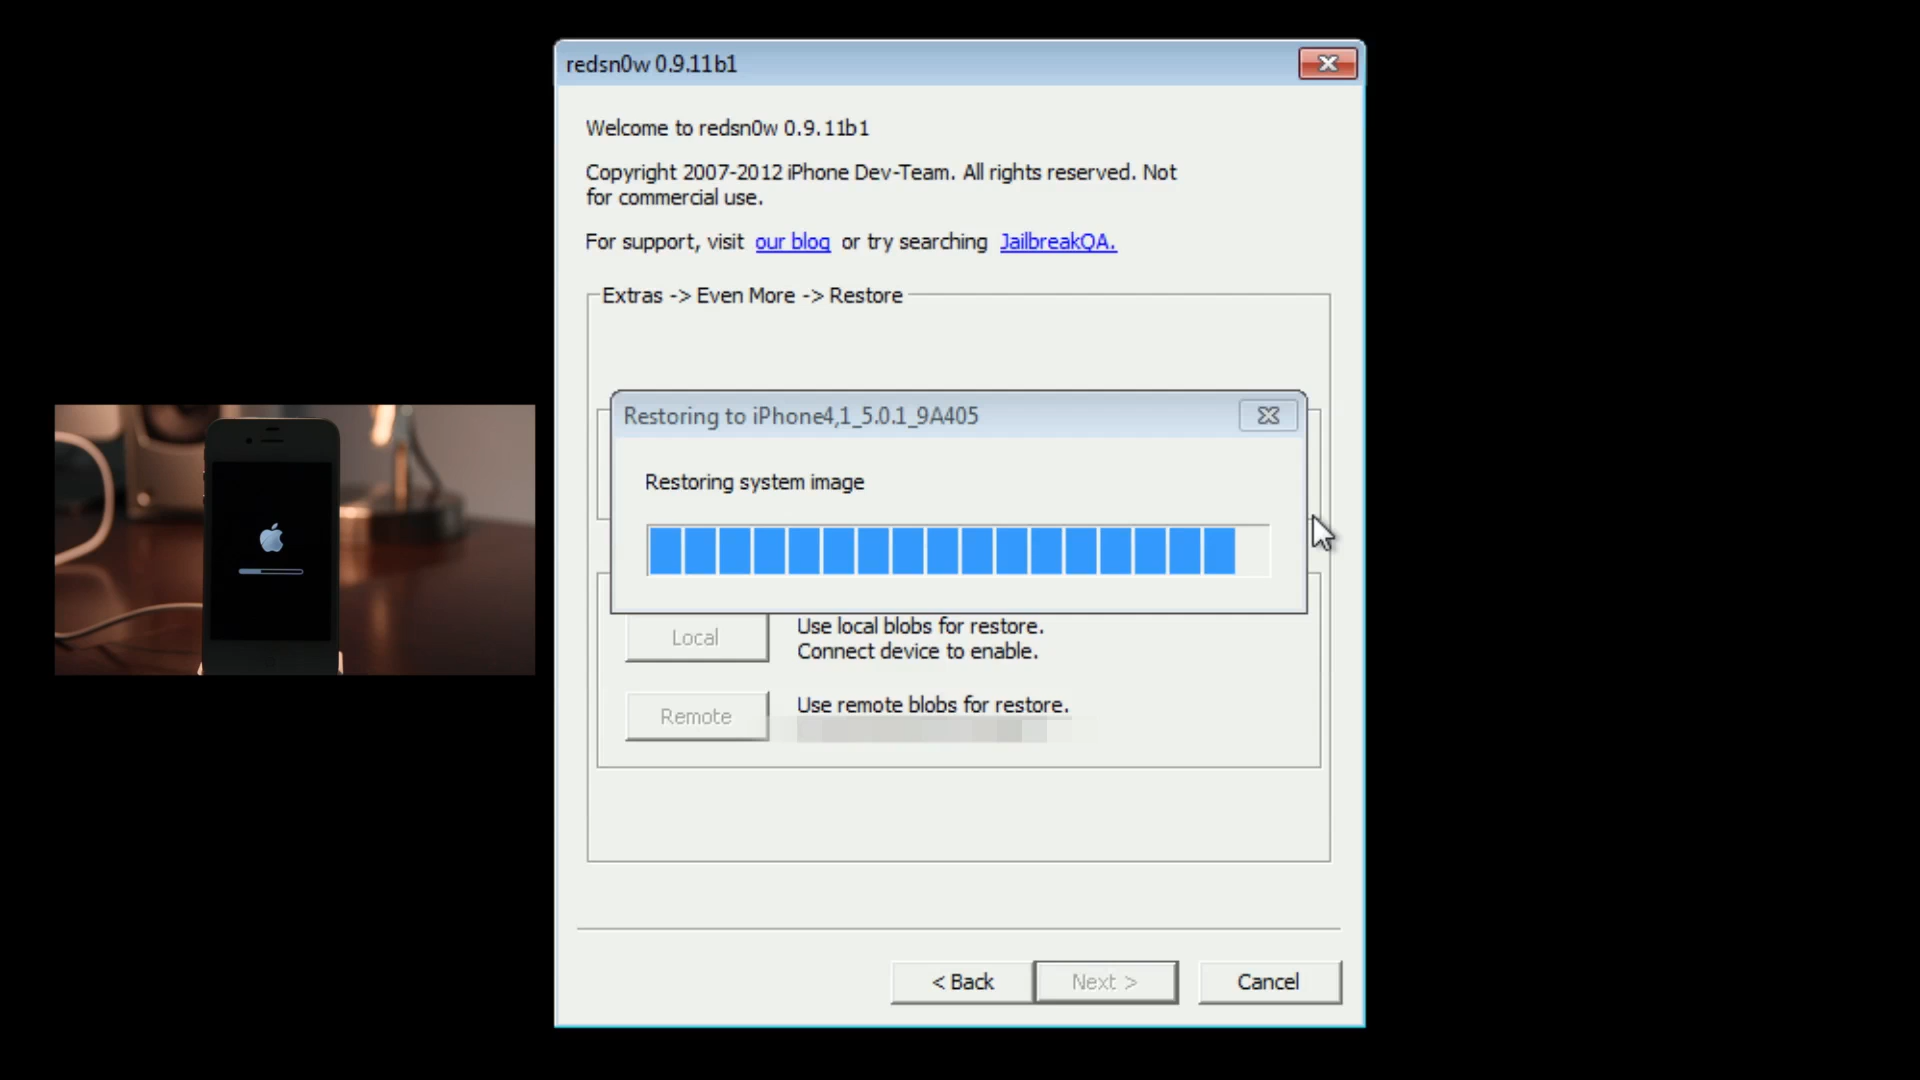 redsn0w 0.9.11b1
Welcome to redsn0w 0.9.11b1
Copyright 2007-2012 iPhone Dev-Team. All rights reserved. Not
for commercial use.
For support, visit our blog or try searching JailbreakQA.
Extras -> Even More -> Restore
Restoring to iPhone4,1_5.0.1_9A405
Restoring system image
Local
Use local blobs for restore.
Connect device to enable.
Remote
Use remote blobs for restore.
< Back
Next >
Cancel